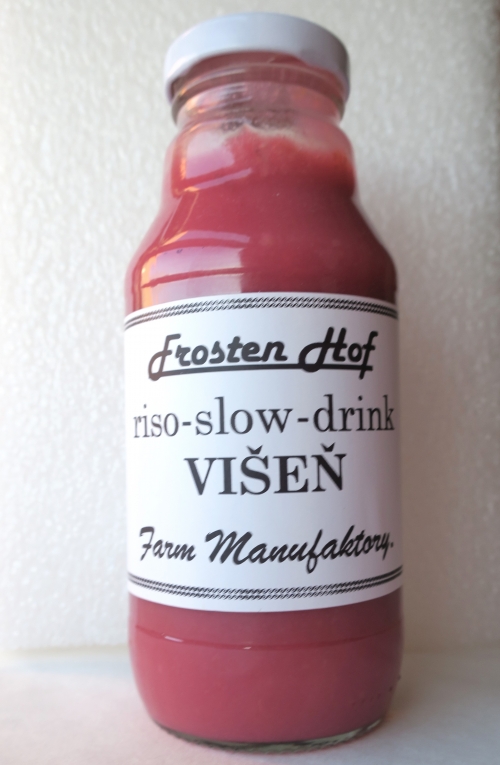 Frosten Hof
riso-slow-drink
VIŠEŇ
Farm Manufaktory.